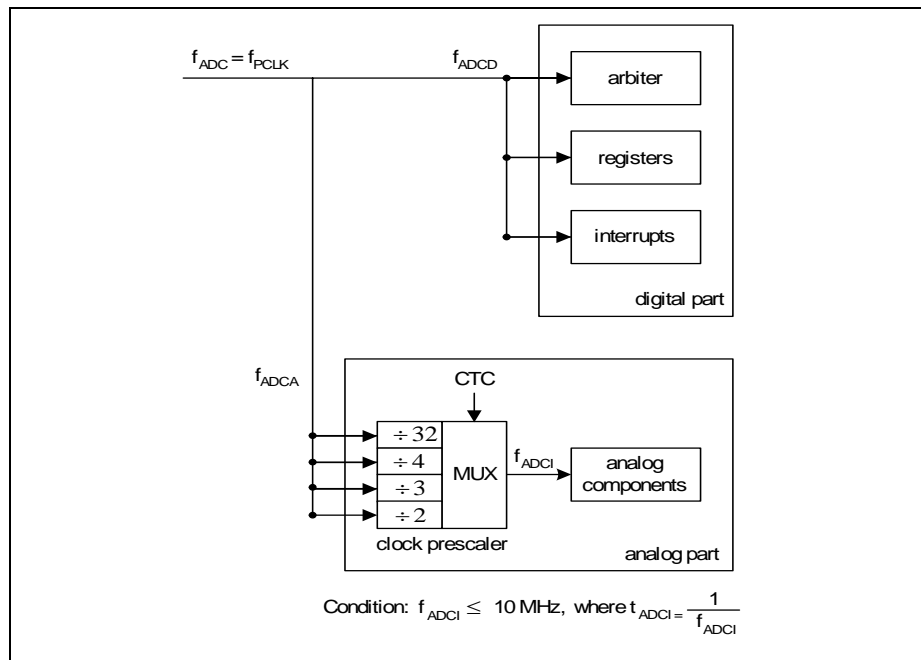 f_ADC = f_PCLK
f_ADCD
arbiter
registers
interrupts
digital part
f_ADCA
CTC
÷ 32
÷ 4
÷ 3
÷ 2
MUX
f_ADCI
analog
components
clock prescaler
analog part
Condition: f_ADCI ≤ 10 MHz, where t_ADCI = 1 / f_ADCI